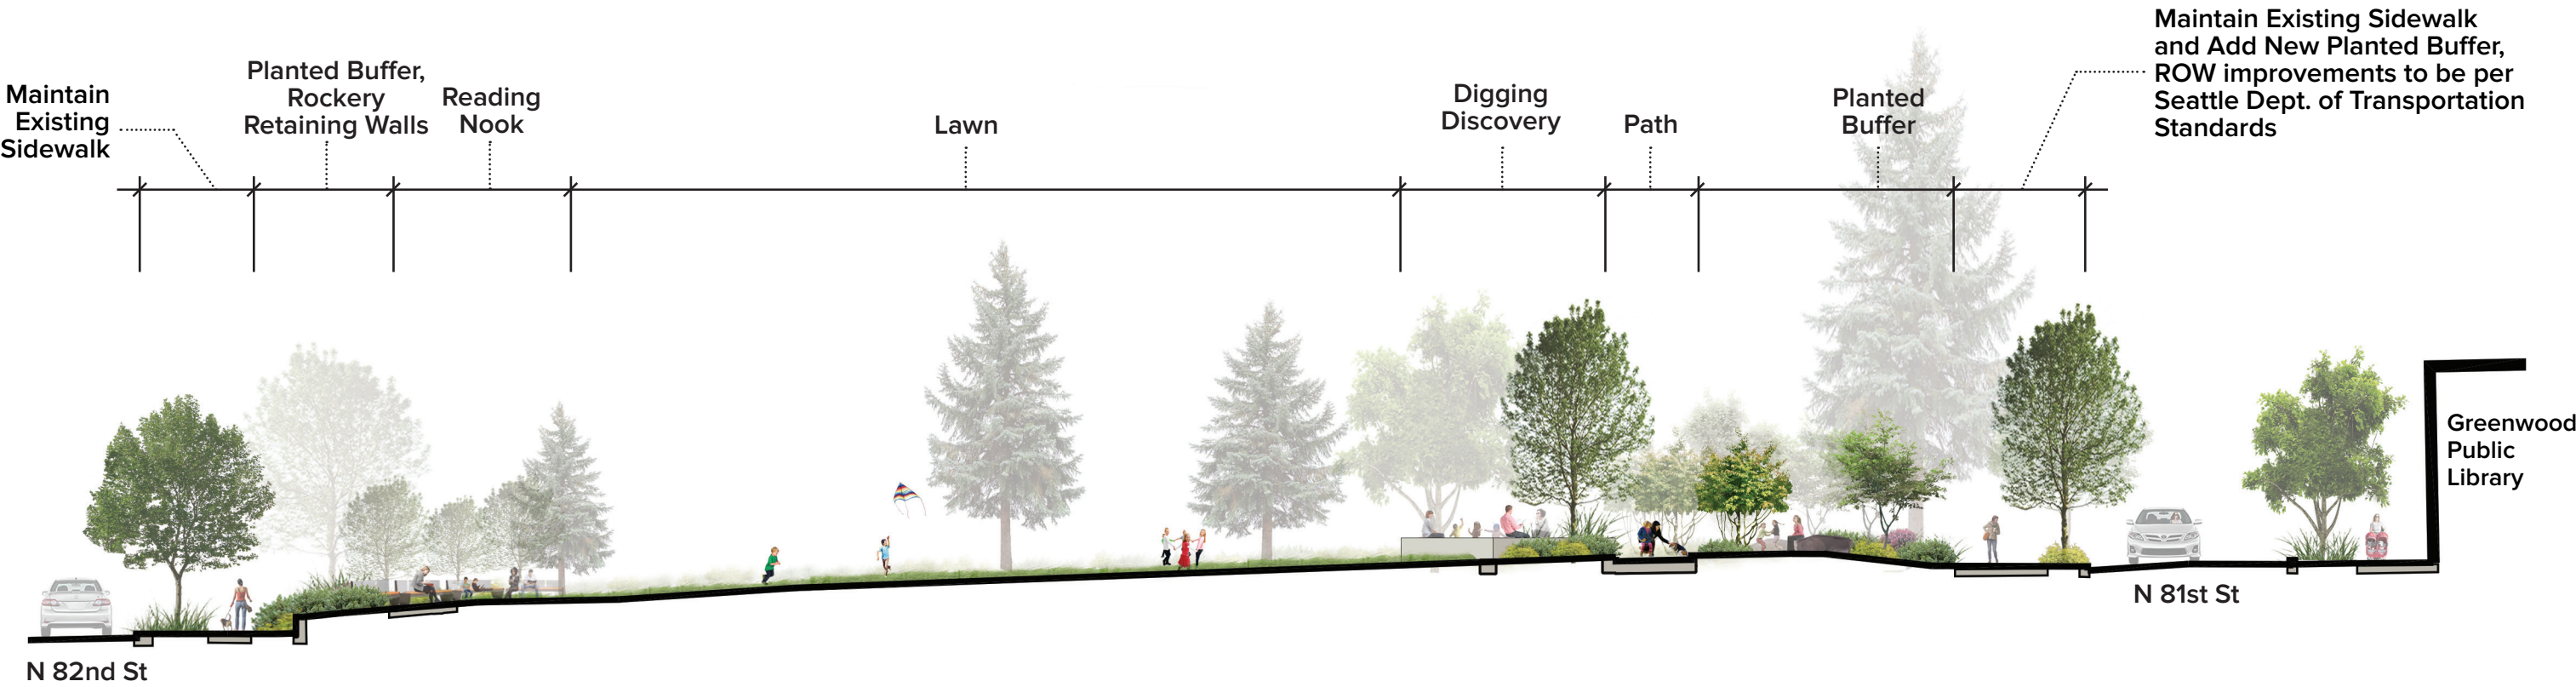 Maintain
Existing
Sidewalk
Planted Buffer,
Rockery
Retaining Walls
Reading
Nook
Lawn
Digging
Discovery
Path
Planted
Buffer
Maintain Existing Sidewalk
and Add New Planted Buffer,
ROW improvements to be per
Seattle Dept. of Transportation
Standards
Greenwood
Public
Library
N 81st St
N 82nd St